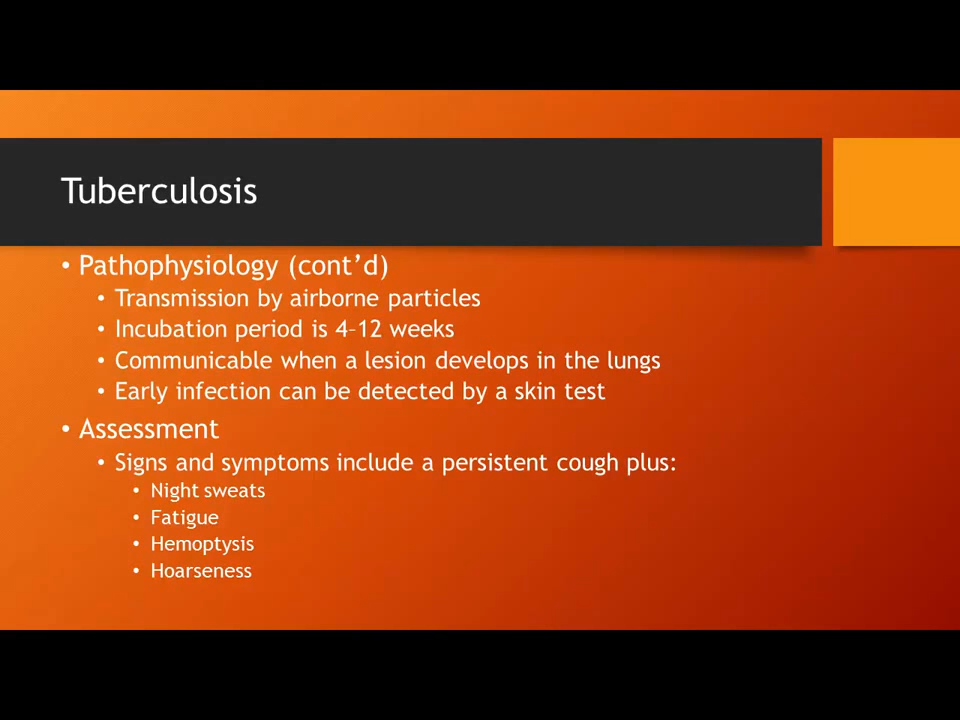 Tuberculosis
• Pathophysiology (cont’d)
• Transmission by airborne particles
• Incubation period is 4–12 weeks
• Communicable when a lesion develops in the lungs
• Early infection can be detected by a skin test
• Assessment
• Signs and symptoms include a persistent cough plus:
• Night sweats
• Fatigue
• Hemoptysis
• Hoarseness